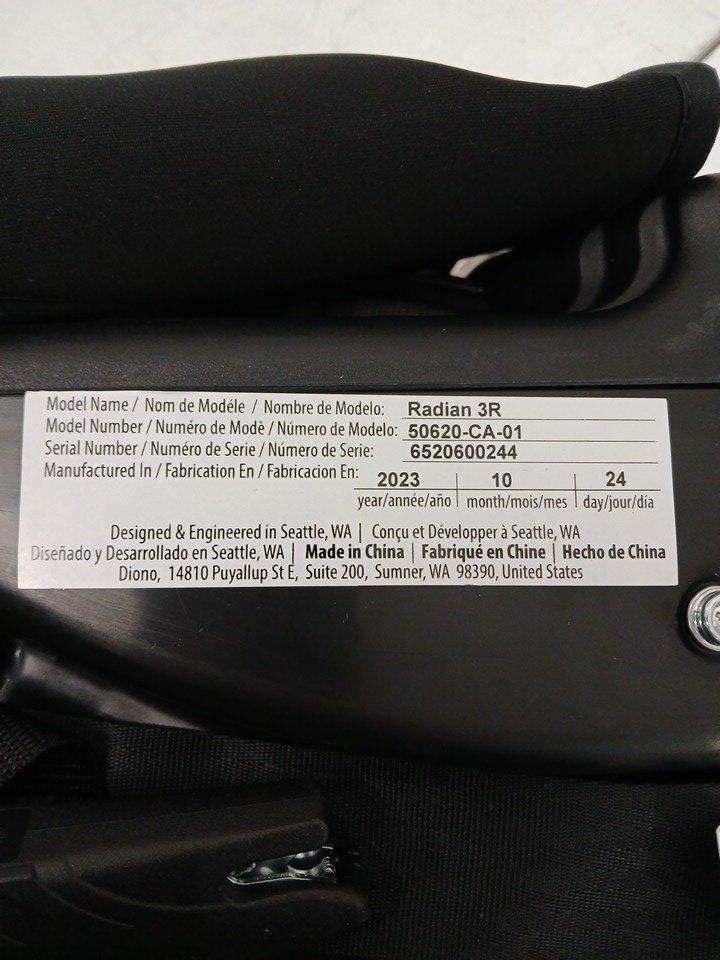 Model Name / Nom de Modéle / Nombre de Modelo: Radian 3R
Model Number / Numéro de Modè / Número de Modelo: 50620-CA-01
Serial Number / Numéro de Serie / Número de Serie: 6520600244
Manufactured In / Fabrication En / Fabricacion En: 2023 | 10 | 24
year/année/año | month/mois/mes | day/jour/día
Designed & Engineered in Seattle, WA | Conçu et Développer à Seattle, WA
Diseñado y Desarrollado en Seattle, WA | Made in China | Fabriqué en Chine | Hecho de China
Diono, 14810 Puyallup St E, Suite 200, Sumner, WA 98390, United States